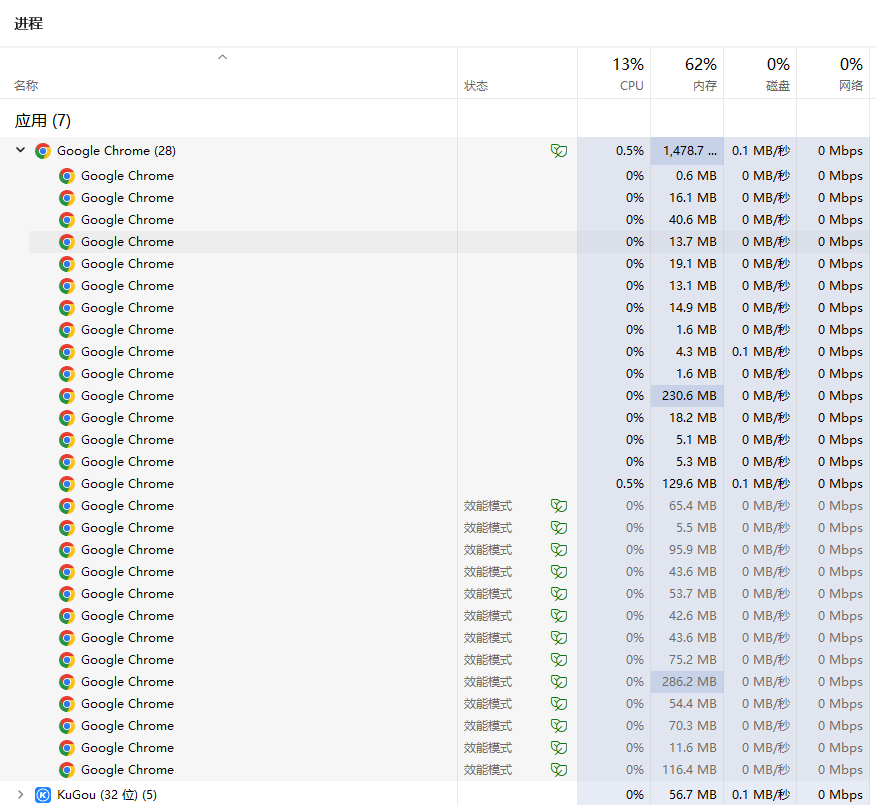 进程
13% 62% 0% 0%
名称 状态 CPU 内存 磁盘 网络
应用 (7)
Google Chrome (28) 0.5% 1,478.7 ... 0.1 MB/秒 0 Mbps
Google Chrome 0% 0.6 MB 0 MB/秒 0 Mbps
Google Chrome 0% 16.1 MB 0 MB/秒 0 Mbps
Google Chrome 0% 40.6 MB 0 MB/秒 0 Mbps
Google Chrome 0% 13.7 MB 0 MB/秒 0 Mbps
Google Chrome 0% 19.1 MB 0 MB/秒 0 Mbps
Google Chrome 0% 13.1 MB 0 MB/秒 0 Mbps
Google Chrome 0% 14.9 MB 0 MB/秒 0 Mbps
Google Chrome 0% 1.6 MB 0 MB/秒 0 Mbps
Google Chrome 0% 4.3 MB 0.1 MB/秒 0 Mbps
Google Chrome 0% 1.6 MB 0 MB/秒 0 Mbps
Google Chrome 0% 230.6 MB 0 MB/秒 0 Mbps
Google Chrome 0% 18.2 MB 0 MB/秒 0 Mbps
Google Chrome 0% 5.1 MB 0 MB/秒 0 Mbps
Google Chrome 0% 5.3 MB 0 MB/秒 0 Mbps
Google Chrome 0.5% 129.6 MB 0.1 MB/秒 0 Mbps
Google Chrome 效能模式 0% 65.4 MB 0 MB/秒 0 Mbps
Google Chrome 效能模式 0% 5.5 MB 0 MB/秒 0 Mbps
Google Chrome 效能模式 0% 95.9 MB 0 MB/秒 0 Mbps
Google Chrome 效能模式 0% 43.6 MB 0 MB/秒 0 Mbps
Google Chrome 效能模式 0% 53.7 MB 0 MB/秒 0 Mbps
Google Chrome 效能模式 0% 42.6 MB 0 MB/秒 0 Mbps
Google Chrome 效能模式 0% 43.6 MB 0 MB/秒 0 Mbps
Google Chrome 效能模式 0% 75.2 MB 0 MB/秒 0 Mbps
Google Chrome 效能模式 0% 286.2 MB 0 MB/秒 0 Mbps
Google Chrome 效能模式 0% 54.4 MB 0 MB/秒 0 Mbps
Google Chrome 效能模式 0% 70.3 MB 0 MB/秒 0 Mbps
Google Chrome 效能模式 0% 11.6 MB 0 MB/秒 0 Mbps
Google Chrome 效能模式 0% 116.4 MB 0 MB/秒 0 Mbps
KuGou (32 位) (5) 0% 56.7 MB 0.1 MB/秒 0 Mbps